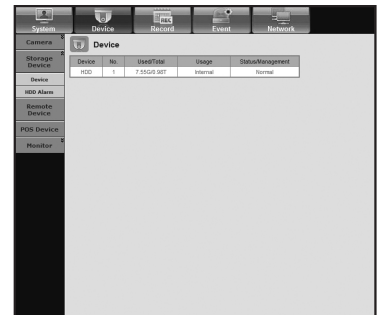 System Device Record Event Network
Camera
Device
Storage Device
Device No. Used/Total Usage Status/Management
HDD 1 7.55G/0.98T Internal Normal
Device
HDD Alarm
Remote Device
POS Device
Monitor